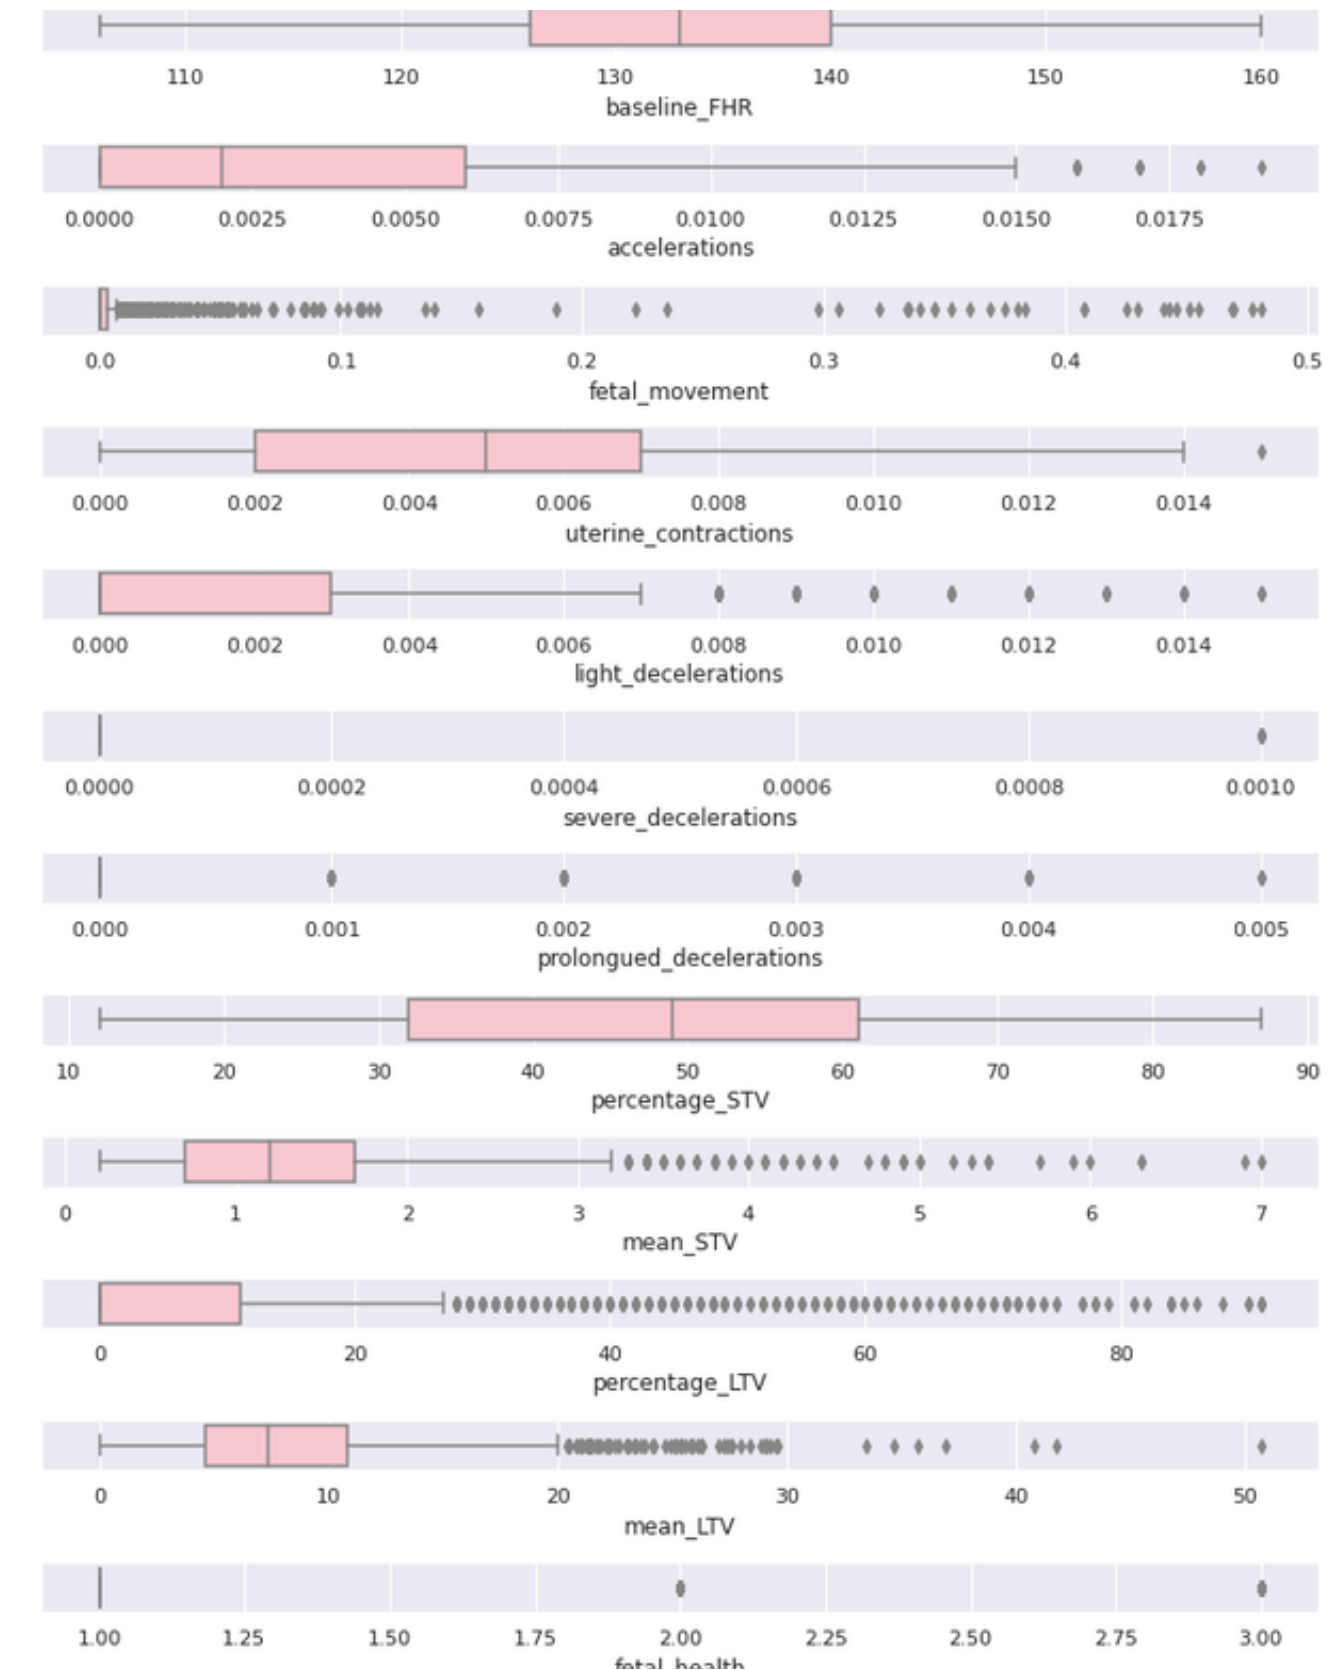 110 120 130 140 150 160
baseline_FHR
0.0000 0.0025 0.0050 0.0075 0.0100 0.0125 0.0150 0.0175
accelerations
0.0 0.1 0.2 0.3 0.4 0.5
fetal_movement
0.000 0.002 0.004 0.006 0.008 0.010 0.012 0.014
uterine_contractions
0.000 0.002 0.004 0.006 0.008 0.010 0.012 0.014
light_decelerations
0.0000 0.0002 0.0004 0.0006 0.0008 0.0010
severe_decelerations
0.000 0.001 0.002 0.003 0.004 0.005
prolongued_decelerations
10 20 30 40 50 60 70 80 90
percentage_STV
0 1 2 3 4 5 6 7
mean_STV
0 20 40 60 80
percentage_LTV
0 10 20 30 40 50
mean_LTV
1.00 1.25 1.50 1.75 2.00 2.25 2.50 2.75 3.00
fetal_health